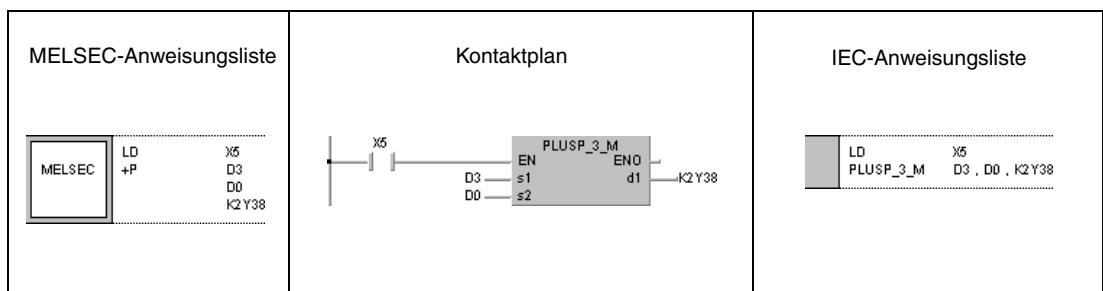 MELSEC-Anweisungsliste
MELSEC
LD X5
+P D3
D0
K2Y38
Kontaktplan
X5
PLUSP_3_M
EN ENO
D3 s1 d1 K2Y38
D0 s2
IEC-Anweisungsliste
LD X5
PLUSP_3_M D3 , D0 , K2Y38